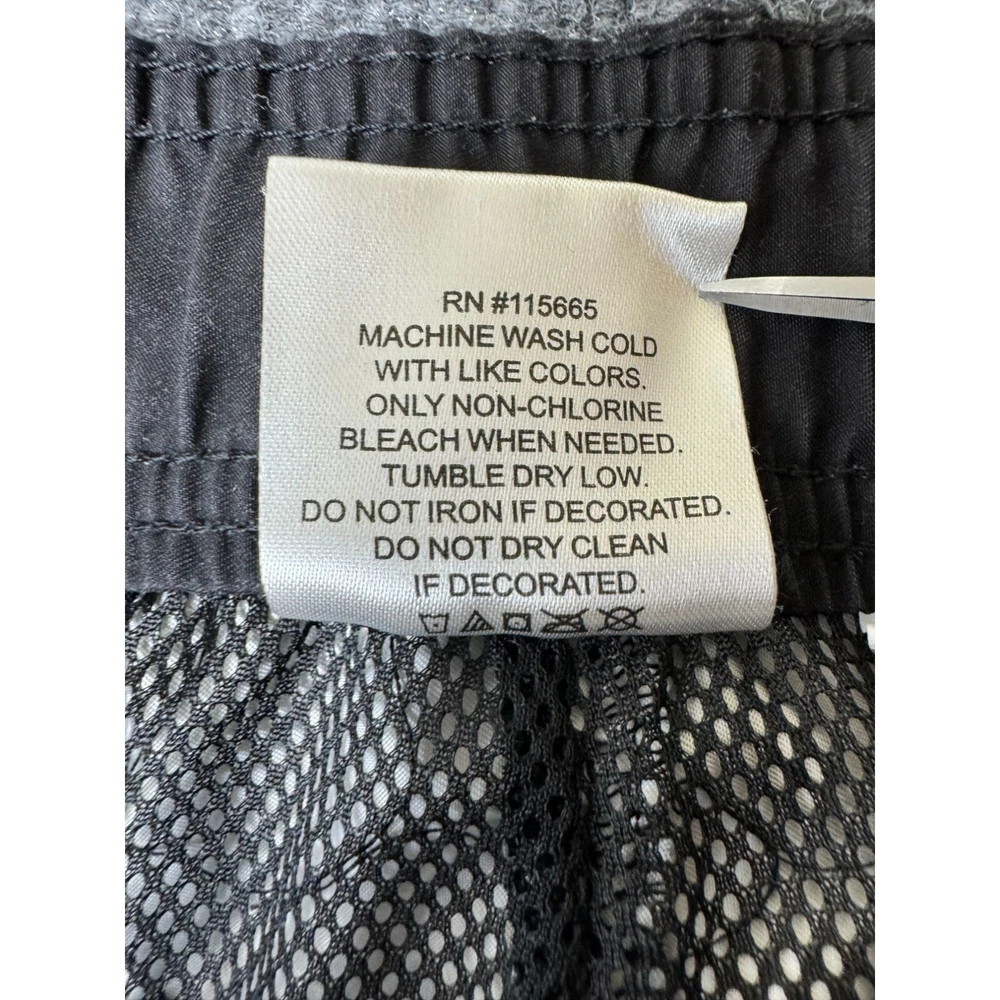 RN #115665
MACHINE WASH COLD
WITH LIKE COLORS.
ONLY NON-CHLORINE
BLEACH WHEN NEEDED.
TUMBLE DRY LOW.
DO NOT IRON IF DECORATED.
DO NOT DRY CLEAN
IF DECORATED.